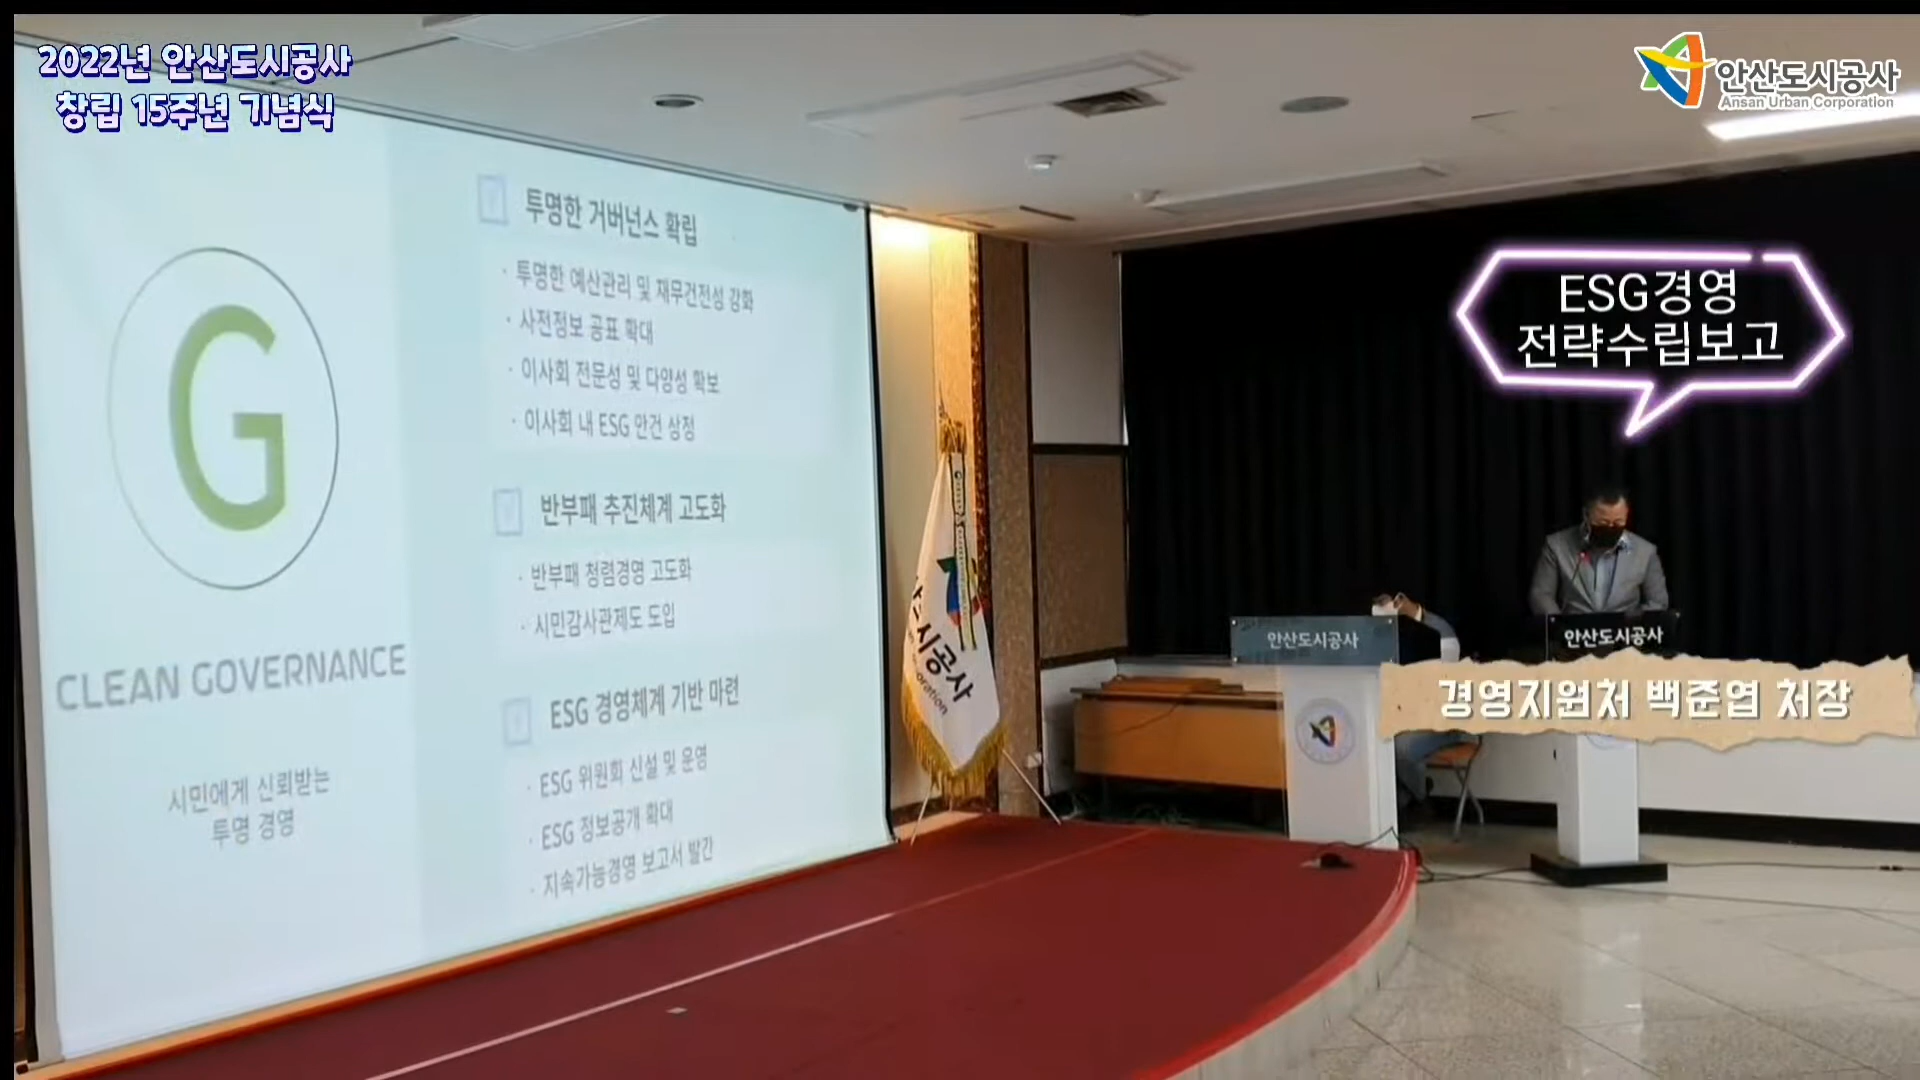 2022년 안산도시공사
창립 15주년 기념식
안산도시공사
Ansan Urban Corporation
G
CLEAN GOVERNANCE
시민에게 신뢰받는
투명 경영
투명한 거버넌스 확립
· 투명한 예산관리 및 재무건전성 강화
· 사전정보 공표 확대
· 이사회 전문성 및 다양성 확보
· 이사회 내 ESG 안건 상정
반부패 추진체계 고도화
· 반부패 청렴경영 고도화
· 시민감사관제도 도입
ESG 경영체계 기반 마련
· ESG 위원회 신설 및 운영
· ESG 정보공개 확대
· 지속가능경영 보고서 발간
ESG경영
전략수립보고
시공사
안산도시공사
안산도시공사
경영지원처 백준엽 처장